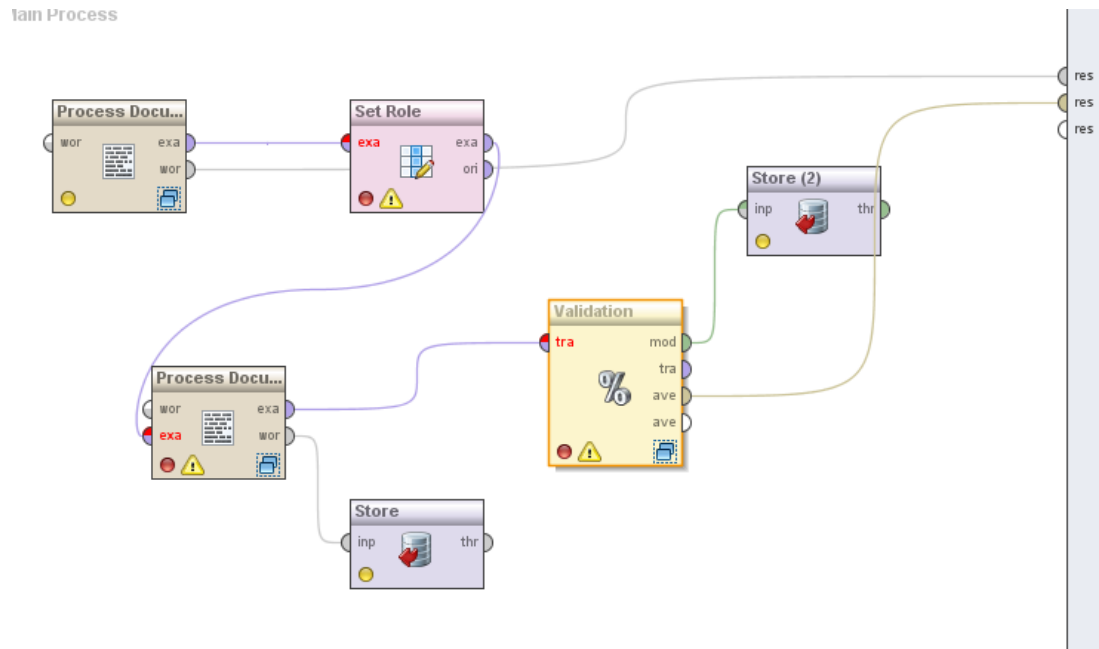 Main Process
Process Docu...
wor
exa
wor
Set Role
exa
exa
ori
res
res
res
Store (2)
inp
thr
Validation
tra
mod
tra
ave
ave
%
Process Docu...
wor
exa
exa
wor
Store
inp
thr